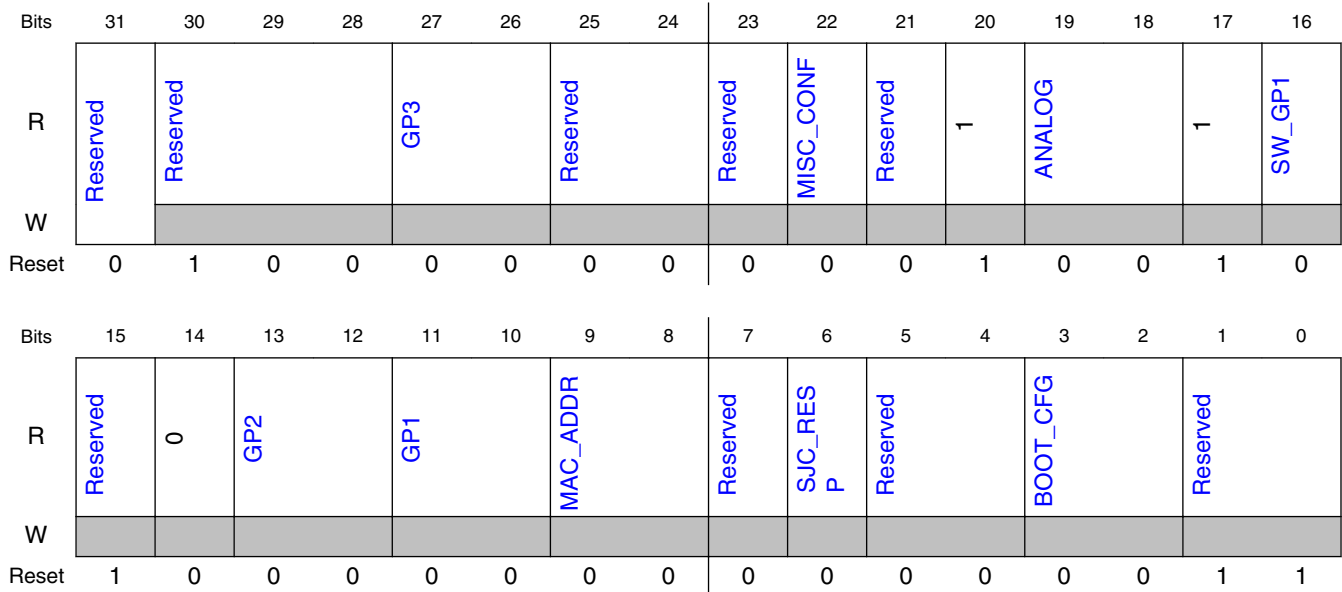 Bits 31 30 29 28 27 26 25 24 23 22 21 20 19 18 17 16
R Reserved Reserved GP3 Reserved Reserved MISC_CONF Reserved 1 ANALOG 1 SW_GP1
W
Reset 0 1 0 0 0 0 0 0 0 0 0 1 0 0 1 0
Bits 15 14 13 12 11 10 9 8 7 6 5 4 3 2 1 0
R Reserved 0 GP2 GP1 MAC_ADDR Reserved SJC_RES P Reserved BOOT_CFG Reserved
W
Reset 1 0 0 0 0 0 0 0 0 0 0 0 0 0 1 1